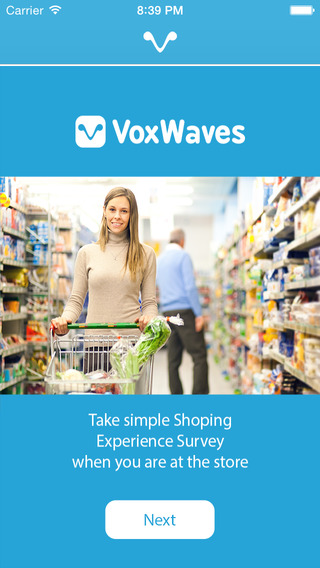 Carrier 8:39 PM
VoxWaves
Take simple Shoping
Experience Survey
when you are at the store
Next